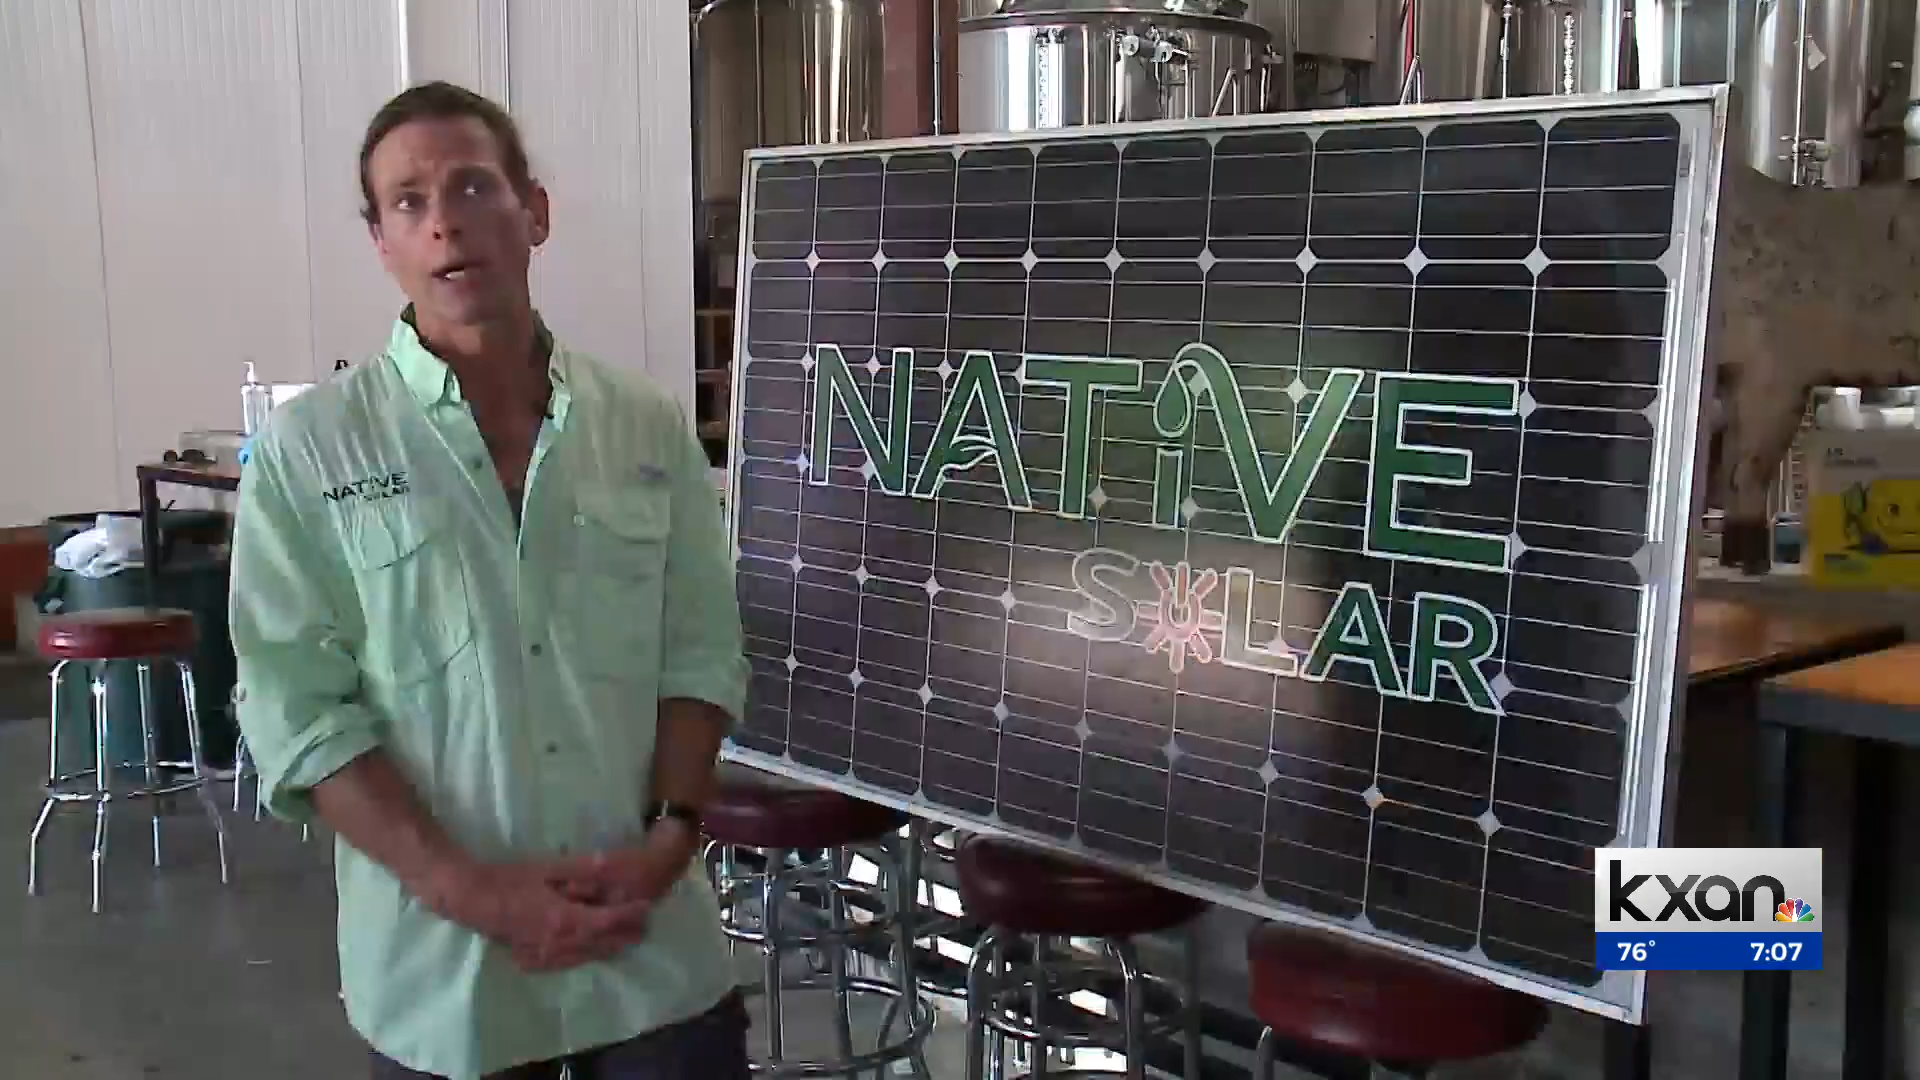 NATIVE
SOLAR
NATIVE
SOLAR
kxan
76° 7:07